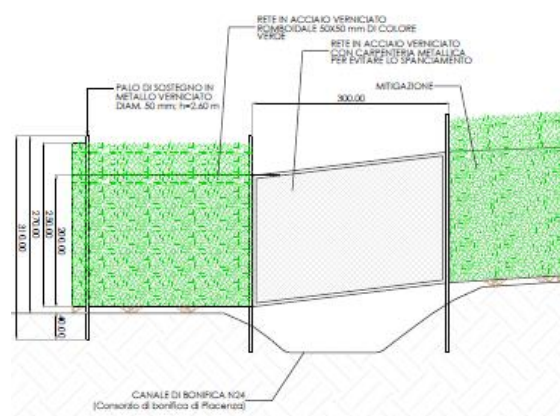 RETE IN ACCIAIO VERNICIATO
ROMBOIDALE 50X50 mm DI COLORE
VERDE
RETE IN ACCIAIO VERNICIATO
CON CARPENTERIA METALLICA
PER EVITARE LO SPANCIAMENTO
PALO DI SOSTEGNO IN
METALLO VERNICIATO
DIAM. 50 mm; h=2.60 m
MITIGAZIONE
300.00
310.00
270.00
250.00
200.00
40.00
CANALE DI BONIFICA N24
(Consorzio di bonifica di Piacenza)